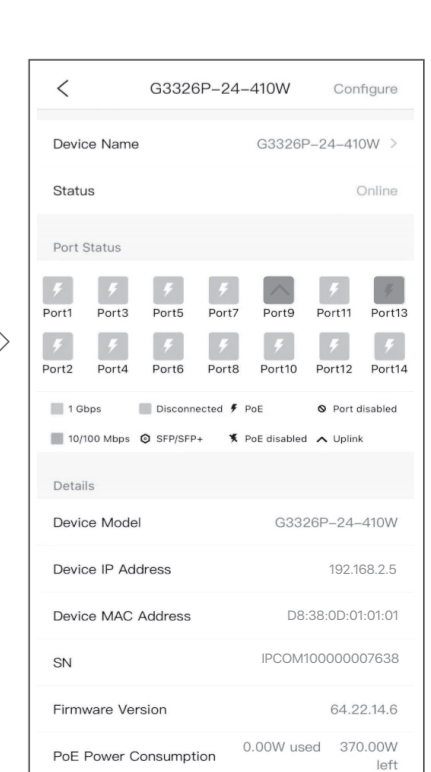 G3326P-24-410W Configure
Device Name G3326P-24-410W
Status Online
Port Status
Port1 Port3 Port5 Port7 Port9 Port11 Port13
Port2 Port4 Port6 Port8 Port10 Port12 Port14
1 Gbps Disconnected PoE Port disabled
10/100 Mbps SFP/SFP+ PoE disabled Uplink
Details
Device Model G3326P-24-410W
Device IP Address 192.168.2.5
Device MAC Address D8:38:0D:01:01:01
SN IPCOM100000007638
Firmware Version 64.22.14.6
PoE Power Consumption 0.00W used 370.00W
left